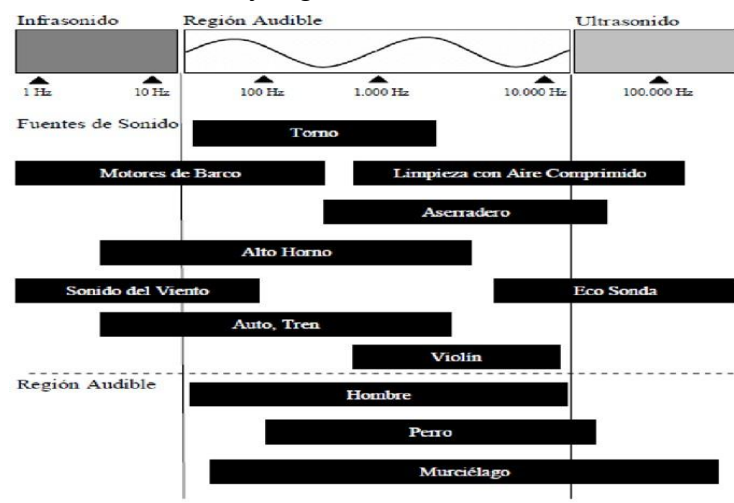 Infrasonido Región Audible Ultrasonido
1 Hz 10 Hz 100 Hz 1.000 Hz 10.000 Hz 100.000 Hz
Fuentes de Sonido
Torno
Motores de Barco Limpieza con Aire Comprimido
Aserradero
Alto Horno
Sonido del Viento Eco Sonda
Auto, Tren
Violín
Región Audible
Hombre
Perro
Murciélago